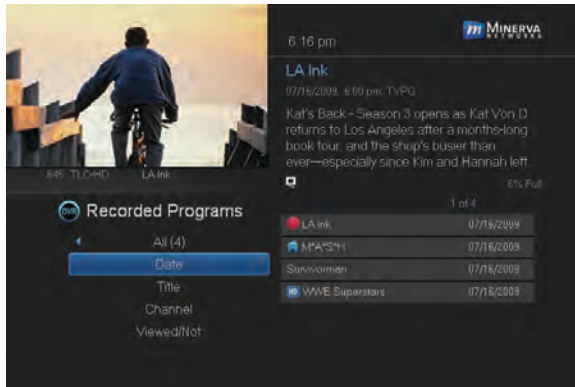 6:16 pm
m MINERVA
NETWORKS
LA Ink
07/16/2009, 6:00 pm, TVPG
Kat's Back - Season 3 opens as Kat Von D
returns to Los Angeles after a months-long
book tour, and the shop's busier than
ever—especially since Kim and Hannah left.
645 TLC-HD LA Ink
6% Full
DVR Recorded Programs
All (4)
Date
Title
Channel
Viewed/Not
1 of 4
LA Ink 07/16/2009
M*A*S*H 07/16/2009
Survivorman 07/16/2009
HD WWE Superstars 07/16/2009